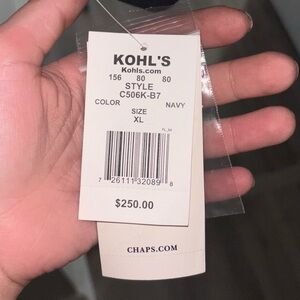 KOHL'S
Kohls.com
156 80 80
STYLE
C506K-B7
COLOR NAVY
SIZE
XL
7 26111 32089 8
$250.00
CHAPS.COM